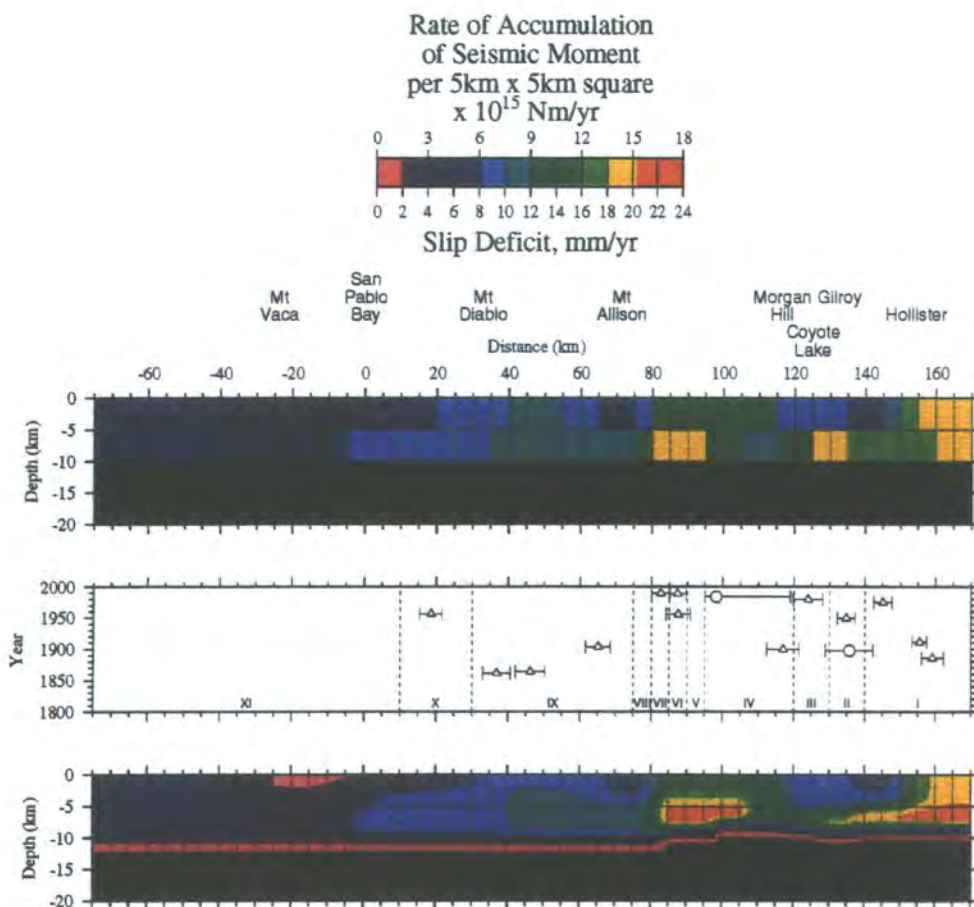 Rate of Accumulation
of Seismic Moment
per 5km x 5km square
x 10¹⁵ Nm/yr
0 3 6 9 12 15 18
0 2 4 6 8 10 12 14 16 18 20 22 24
Slip Deficit, mm/yr
Mt Vaca
San Pablo Bay
Mt Diablo
Mt Allison
Morgan Hill
Gilroy
Coyote Lake
Hollister
Distance (km)
-60 -40 -20 0 20 40 60 80 100 120 140 160
Depth (km)
0
-5
-10
-15
-20
Year
2000
1950
1900
1850
1800
XI X IX VIII VII VI V IV III II I
Depth (km)
0
-5
-10
-15
-20